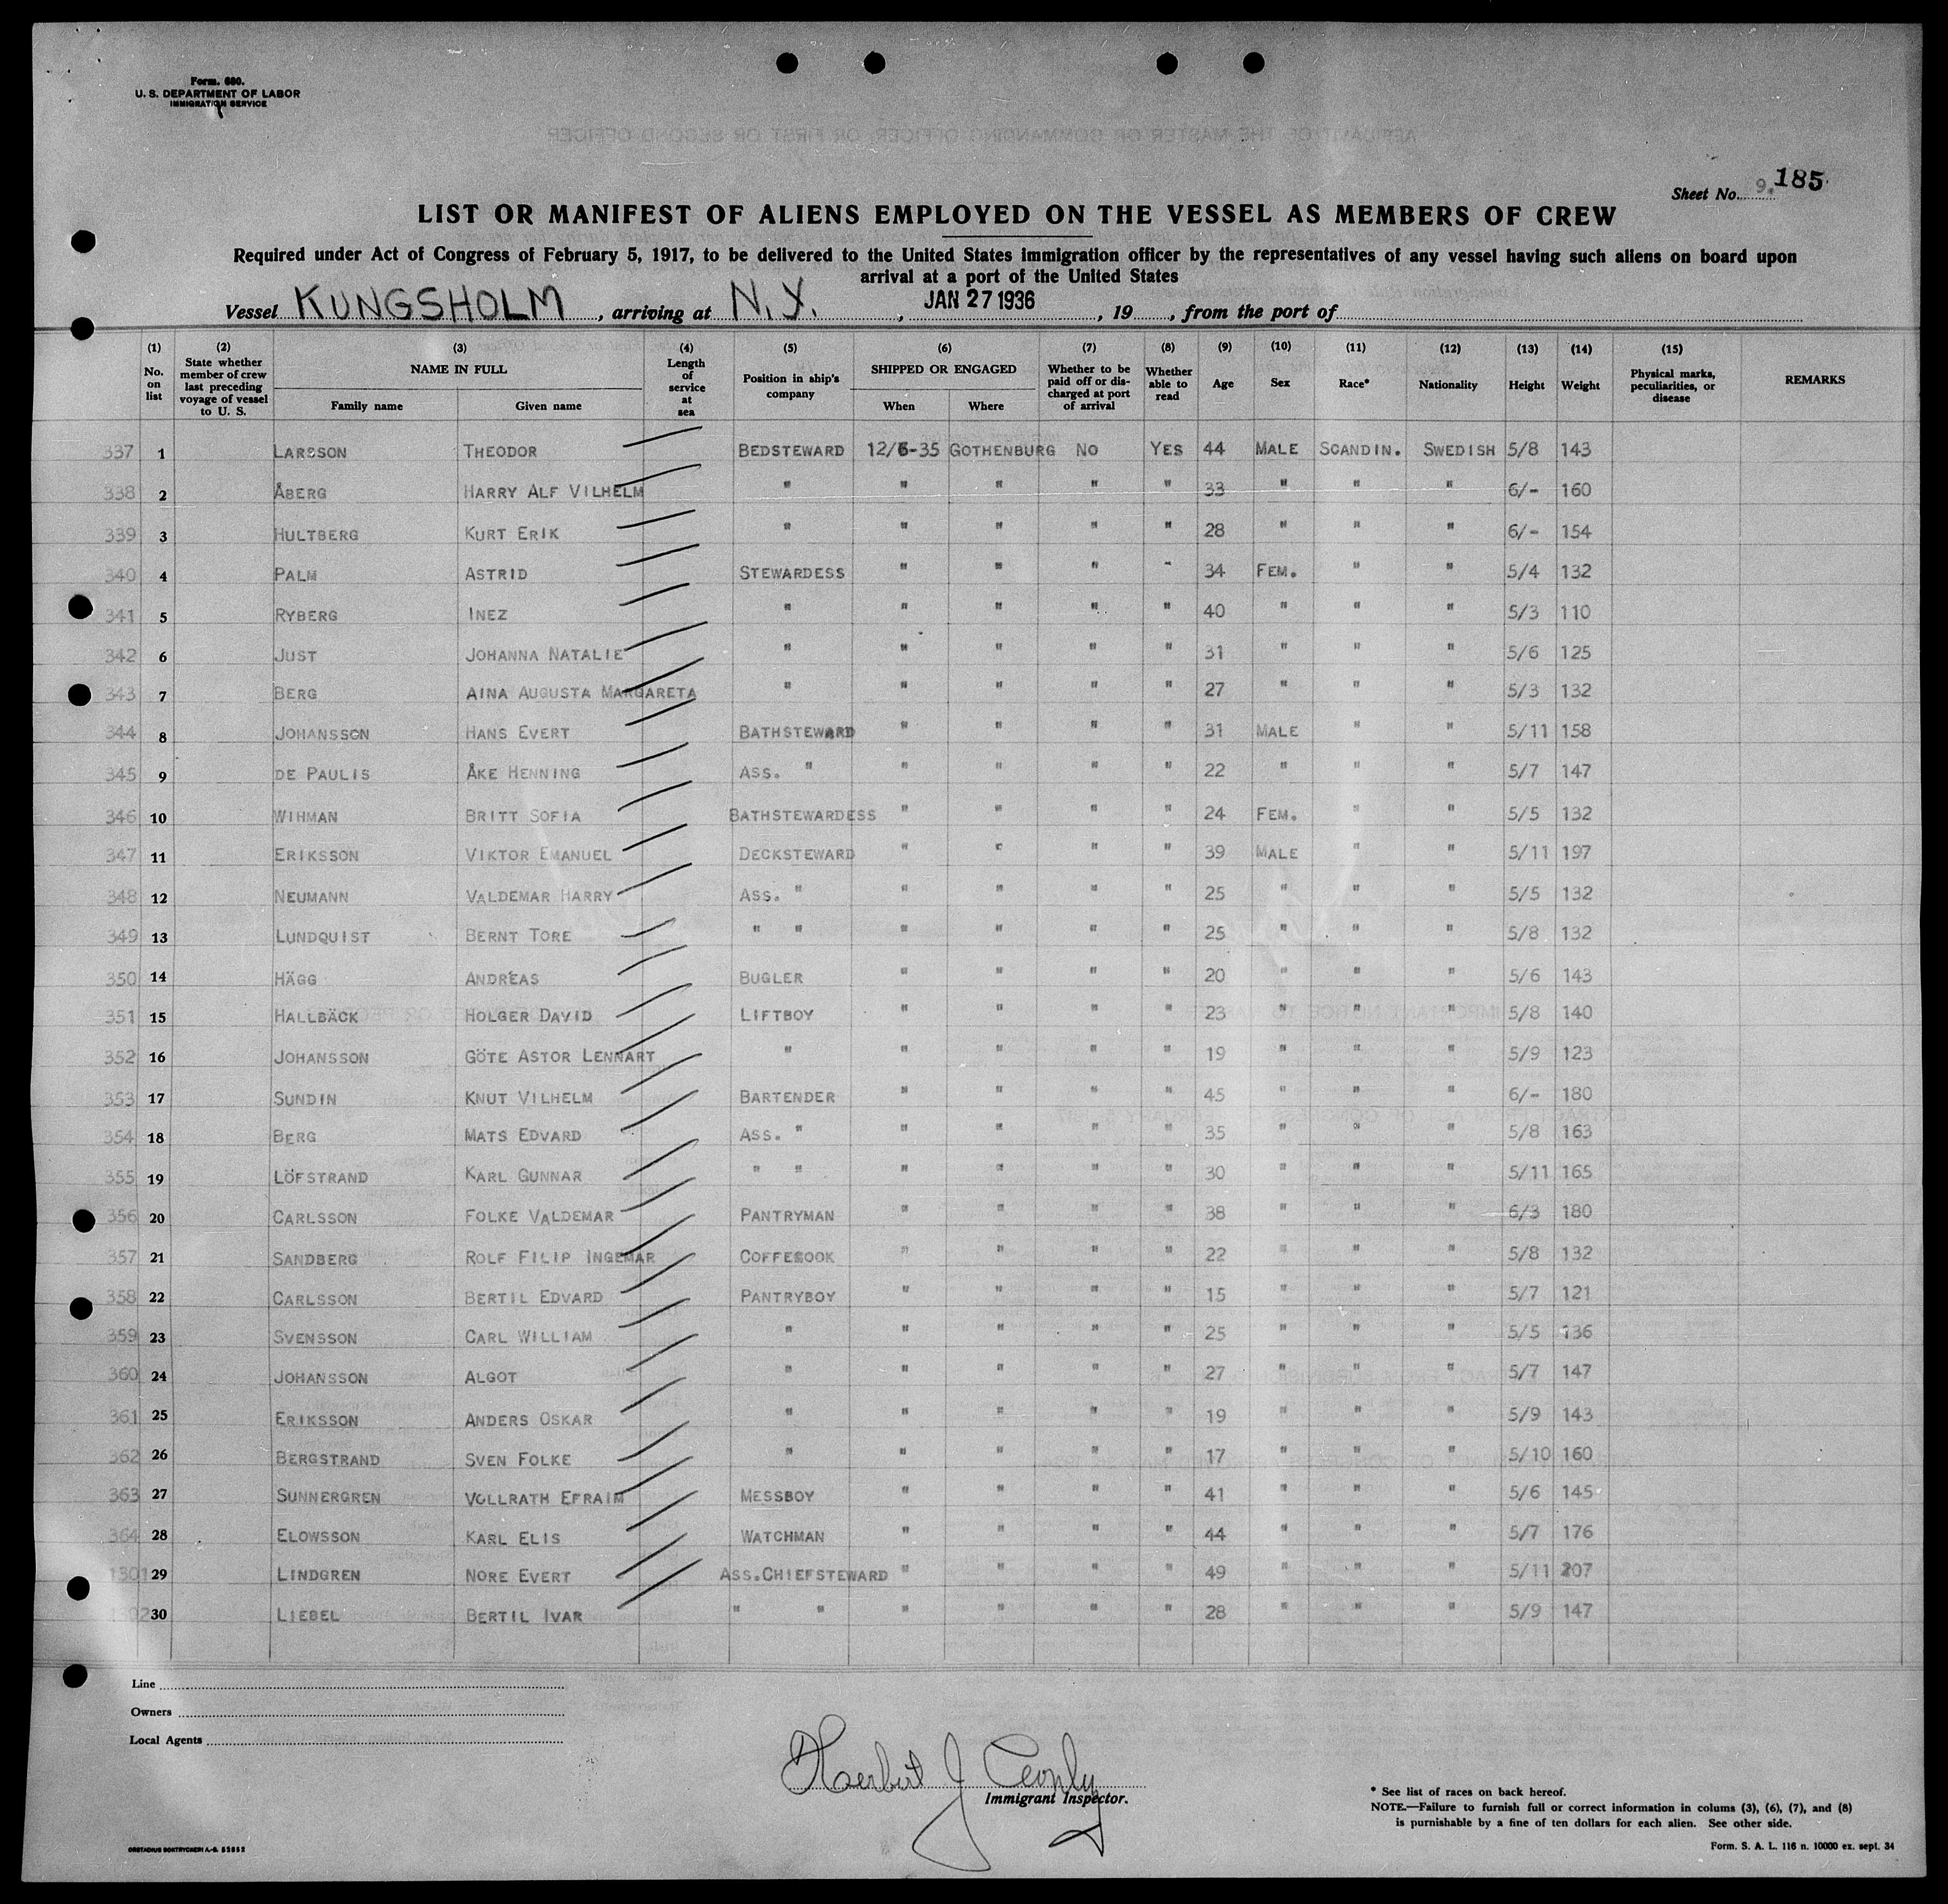 Form. 680.
U. S. DEPARTMENT OF LABOR
IMMIGRATION SERVICE
Sheet No. 9. 185
LIST OR MANIFEST OF ALIENS EMPLOYED ON THE VESSEL AS MEMBERS OF CREW
Required under Act of Congress of February 5, 1917, to be delivered to the United States immigration officer by the representatives of any vessel having such aliens on board upon
arrival at a port of the United States
Vessel KUNGSHOLM, arriving at N.Y., JAN 27 1936, 19, from the port of
(1) No. on list (2) State whether member of crew last preceding voyage of vessel to U. S. (3) NAME IN FULL Family name Given name (4) Length of service at sea (5) Position in ship's company (6) SHIPPED OR ENGAGED When Where (7) Whether to be paid off or discharged at port of arrival (8) Whether able to read (9) Age (10) Sex (11) Race* (12) Nationality (13) Height (14) Weight (15) Physical marks, peculiarities, or disease REMARKS
337 1 LARSSON THEODOR BEDSTEWARD 12/6-35 GOTHENBURG NO YES 44 MALE SCANDIN. SWEDISH 5/8 143
338 2 ÅBERG HARRY ALF VILHELM " " " " " 33 " " " 6/- 160
339 3 HULTBERG KURT ERIK " " " " " 28 " " " 6/- 154
340 4 PALM ASTRID STEWARDESS " " " " 34 FEM. " " 5/4 132
341 5 RYBERG INEZ " " " " " 40 " " " 5/3 110
342 6 JUST JOHANNA NATALIE " " " " " 31 " " " 5/6 125
343 7 BERG AINA AUGUSTA MARGARETA " " " " " 27 " " " 5/3 132
344 8 JOHANSSON HANS EVERT BATHSTEWARD " " " " 31 MALE " " 5/11 158
345 9 DE PAULIS ÅKE HENNING ASS. " " " " " 22 " " " 5/7 147
346 10 WIHMAN BRITT SOFIA BATHSTEWARDESS " " " " 24 FEM. " " 5/5 132
347 11 ERIKSSON VIKTOR EMANUEL DECKSTEWARD " " " " 39 MALE " " 5/11 197
348 12 NEUMANN VALDEMAR HARRY ASS. " " " " " 25 " " " 5/5 132
349 13 LUNDQUIST BERNT TORE " " " " " " 25 " " " 5/8 132
350 14 HÄGG ANDREAS BUGLER " " " " 20 " " " 5/6 143
351 15 HALLBÄCK HOLGER DAVID LIFTBOY " " " " 23 " " " 5/8 140
352 16 JOHANSSON GÖTE ASTOR LENNART " " " " " 19 " " " 5/9 123
353 17 SUNDIN KNUT VILHELM BARTENDER " " " " 45 " " " 6/- 180
354 18 BERG MATS EDVARD ASS. " " " " " 35 " " " 5/8 163
355 19 LÖFSTRAND KARL GUNNAR " " " " " " 30 " " " 5/11 165
356 20 CARLSSON FOLKE VALDEMAR PANTRYMAN " " " " 38 " " " 6/3 180
357 21 SANDBERG ROLF FILIP INGEMAR COFFECOOK " " " " 22 " " " 5/8 132
358 22 CARLSSON BERTIL EDVARD PANTRYBOY " " " " 15 " " " 5/7 121
359 23 SVENSSON CARL WILLIAM " " " " " 25 " " " 5/5 136
360 24 JOHANSSON ALGOT " " " " " 27 " " " 5/7 147
361 25 ERIKSSON ANDERS OSKAR " " " " " 19 " " " 5/9 143
362 26 BERGSTRAND SVEN FOLKE " " " " " 17 " " " 5/10 160
363 27 SUNNERGREN VOLLRATH EFRAIM MESSBOY " " " " 41 " " " 5/6 145
364 28 ELOWSSON KARL ELIS WATCHMAN " " " " 44 " " " 5/7 176
1301 29 LINDGREN NORE EVERT ASS.CHIEFSTEWARD " " " " 49 " " " 5/11 207
1302 30 LIEBEL BERTIL IVAR " " " " " " 28 " " " 5/9 147
Line
Owners
Local Agents
Herbert J
Immigrant Inspector.
* See list of races on back hereof.
NOTE.—Failure to furnish full or correct information in colums (3), (6), (7), and (8)
is purnishable by a fine of ten dollars for each alien. See other side.
Form. S. A. L. 116 n. 10000 ex. sept. 34